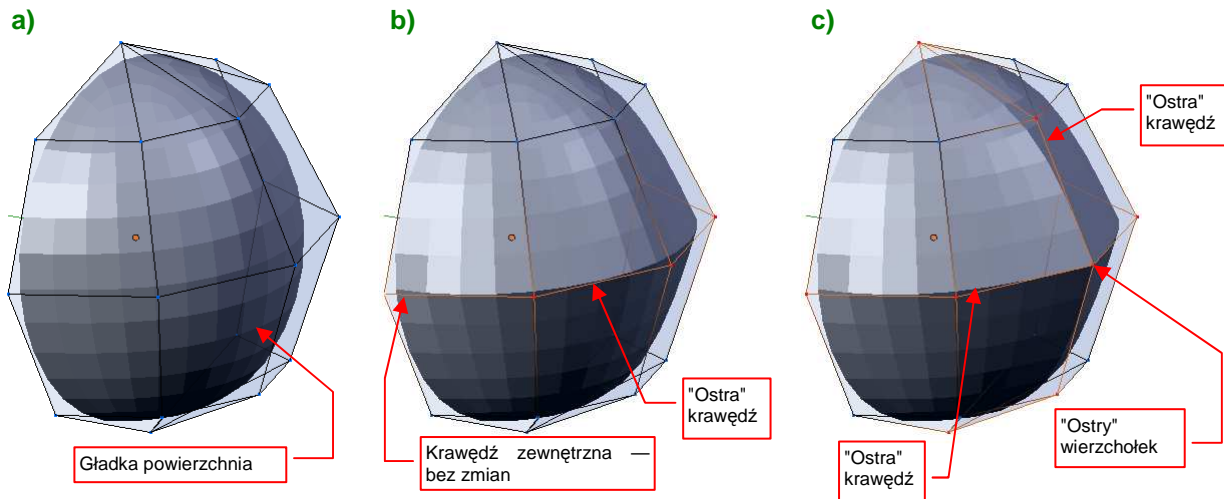 a)
b)
c)
"Ostra"
krawędź
"Ostra"
krawędź
Gładka powierzchnia
Krawędź zewnętrzna —
bez zmian
"Ostra"
krawędź
"Ostry"
wierzchołek